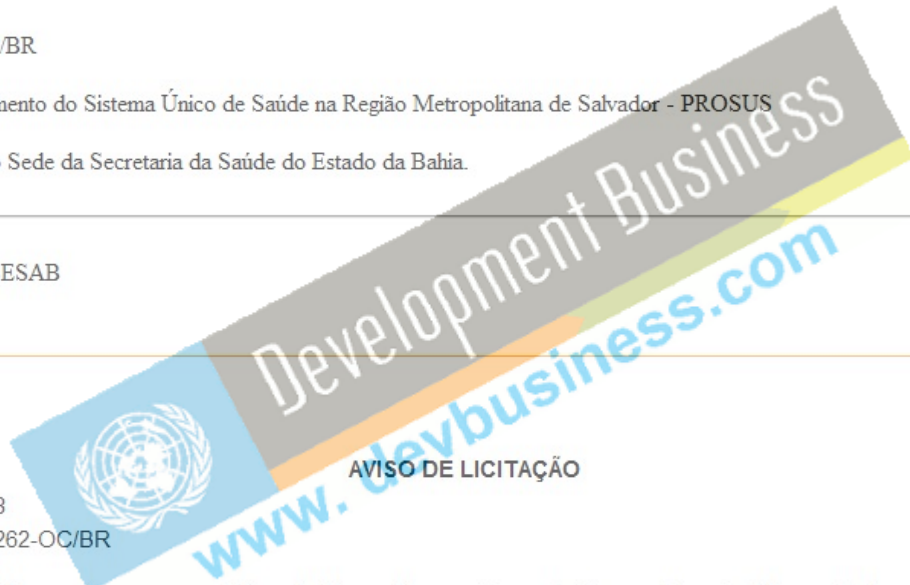 /BR
mento do Sistema Único de Saúde na Região Metropolitana de Salvador - PROSUS
Sede da Secretaria da Saúde do Estado da Bahia.
ESAB
Development Business
www.devbusiness.com
AVISO DE LICITAÇÃO
262-OC/BR